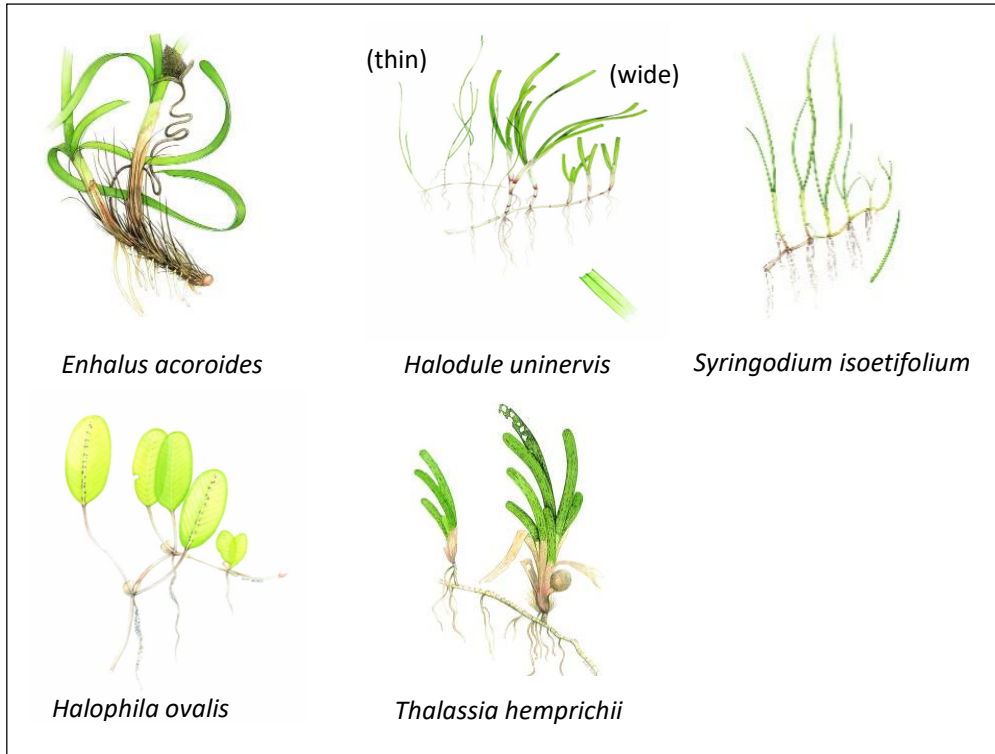 (thin)
(wide)
Enhalus acoroides
Halodule uninervis
Syringodium isoetifolium
Halophila ovalis
Thalassia hemprichii